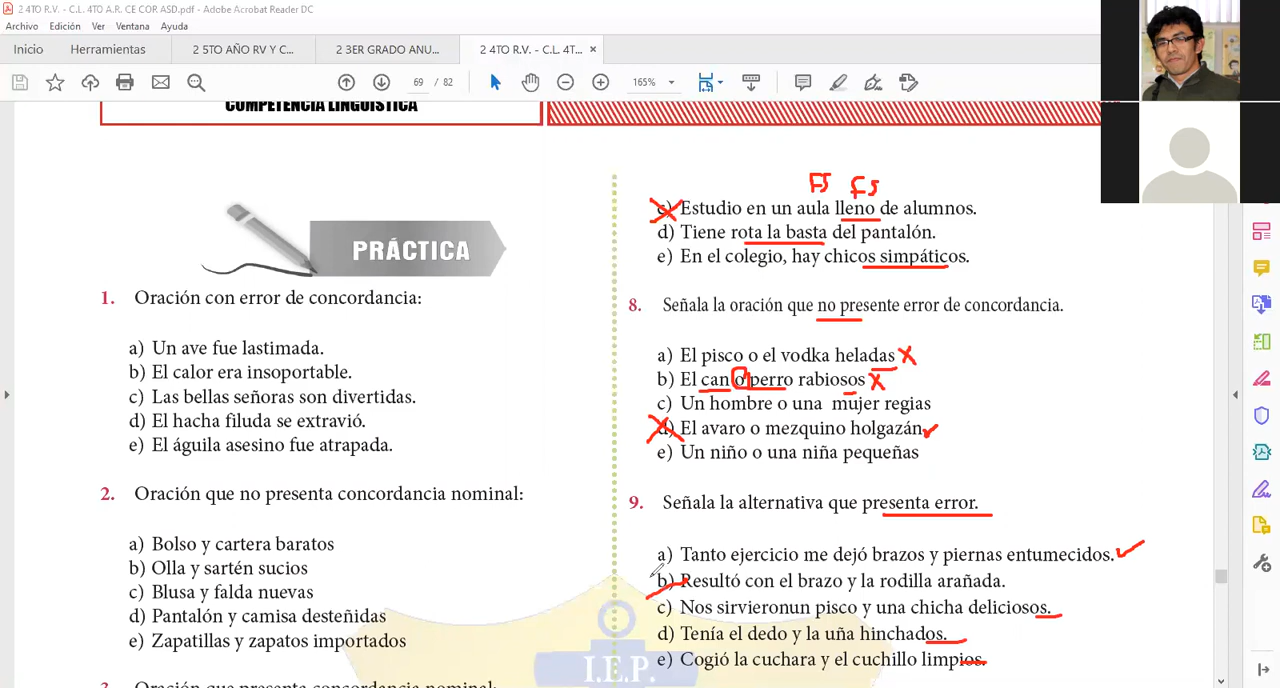 2 4TO R.V. - C.L. 4TO A.R. CE COR ASD.pdf - Adobe Acrobat Reader DC
Archivo Edición Ver Ventana Ayuda
Inicio Herramientas 2 5TO AÑO RV Y C... 2 3ER GRADO ANU... 2 4TO R.V. - C.L. 4T... ×
69 / 82 165%
COMPETENCIA LINGÜÍSTICA
PRÁCTICA
1. Oración con error de concordancia:
a) Un ave fue lastimada.
b) El calor era insoportable.
c) Las bellas señoras son divertidas.
d) El hacha filuda se extravió.
e) El águila asesino fue atrapada.
2. Oración que no presenta concordancia nominal:
a) Bolso y cartera baratos
b) Olla y sartén sucios
c) Blusa y falda nuevas
d) Pantalón y camisa desteñidas
e) Zapatillas y zapatos importados
3. Oración que presenta concordancia nominal:
FS FS
c) Estudio en un aula lleno de alumnos.
d) Tiene rota la basta del pantalón.
e) En el colegio, hay chicos simpáticos.
8. Señala la oración que no presente error de concordancia.
a) El pisco o el vodka heladas
b) El can o perro rabiosos
c) Un hombre o una mujer regias
d) El avaro o mezquino holgazán
e) Un niño o una niña pequeñas
9. Señala la alternativa que presenta error.
a) Tanto ejercicio me dejó brazos y piernas entumecidos.
b) Resultó con el brazo y la rodilla arañada.
c) Nos sirvieronun pisco y una chicha deliciosos.
d) Tenía el dedo y la uña hinchados.
e) Cogió la cuchara y el cuchillo limpios.
I.E.P.